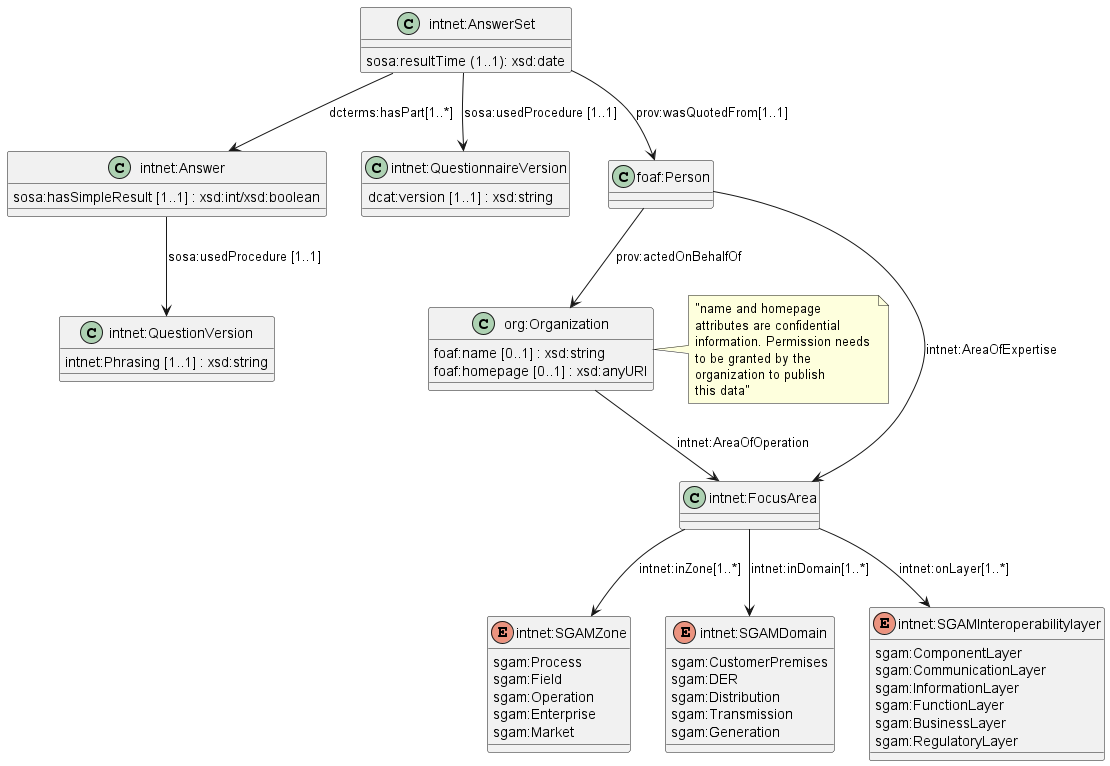 C intnet:AnswerSet
sosa:resultTime (1..1): xsd:date
dcterms:hasPart[1..*]
sosa:usedProcedure [1..1]
prov:wasQuotedFrom[1..1]
C intnet:Answer
sosa:hasSimpleResult [1..1] : xsd:int/xsd:boolean
C intnet:QuestionnaireVersion
dcat:version [1..1] : xsd:string
C foaf:Person
sosa:usedProcedure [1..1]
prov:actedOnBehalfOf
C intnet:QuestionVersion
intnet:Phrasing [1..1] : xsd:string
C org:Organization
foaf:name [0..1] : xsd:string
foaf:homepage [0..1] : xsd:anyURI
"name and homepage
attributes are confidential
information. Permission needs
to be granted by the
organization to publish
this data"
intnet:AreaOfExpertise
intnet:AreaOfOperation
C intnet:FocusArea
intnet:inZone[1..*]
intnet:inDomain[1..*]
intnet:onLayer[1..*]
E intnet:SGAMZone
sgam:Process
sgam:Field
sgam:Operation
sgam:Enterprise
sgam:Market
E intnet:SGAMDomain
sgam:CustomerPremises
sgam:DER
sgam:Distribution
sgam:Transmission
sgam:Generation
E intnet:SGAMInteroperabilitylayer
sgam:ComponentLayer
sgam:CommunicationLayer
sgam:InformationLayer
sgam:FunctionLayer
sgam:BusinessLayer
sgam:RegulatoryLayer